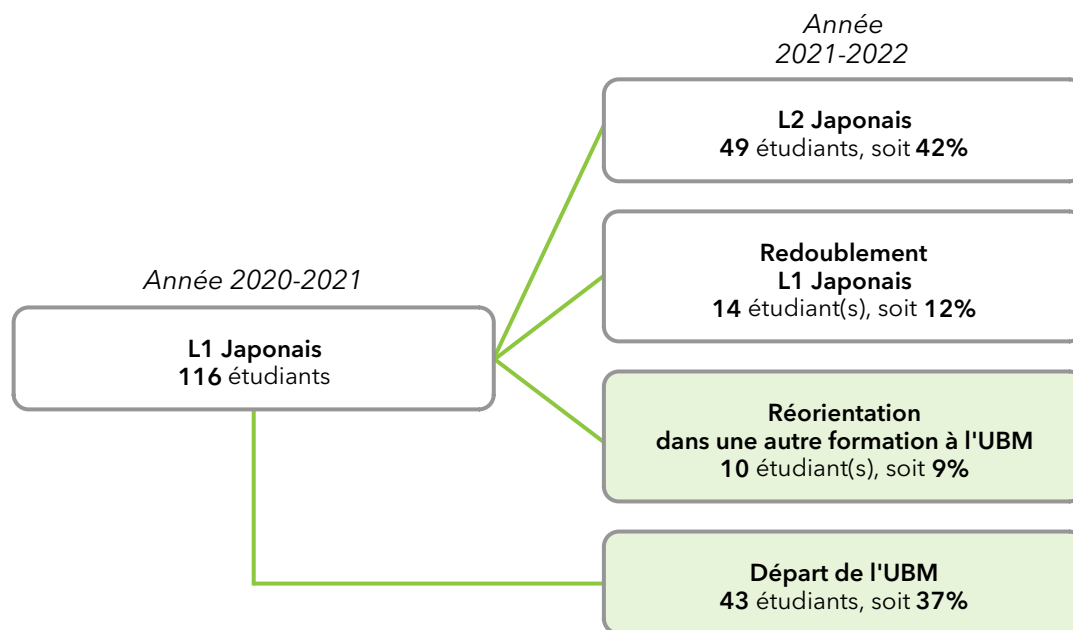 Année
2021-2022
L2 Japonais
49 étudiants, soit 42%
Redoublement
L1 Japonais
14 étudiant(s), soit 12%
Année 2020-2021
L1 Japonais
116 étudiants
Réorientation
dans une autre formation à l'UBM
10 étudiant(s), soit 9%
Départ de l'UBM
43 étudiants, soit 37%